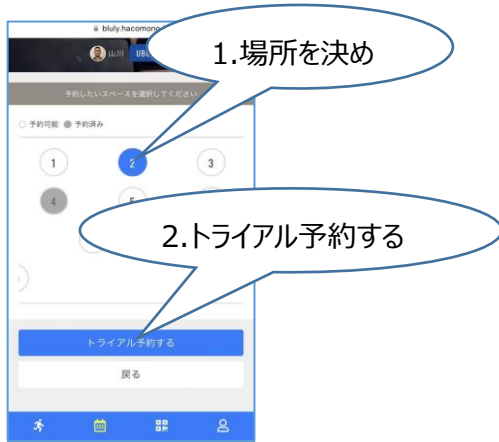 bluly.hacomono
山川
UBO
1.場所を決め
予約したいスペースを選択してください
予約可能 予約済み
1 2 3
4 5
2.トライアル予約する
トライアル予約する
戻る